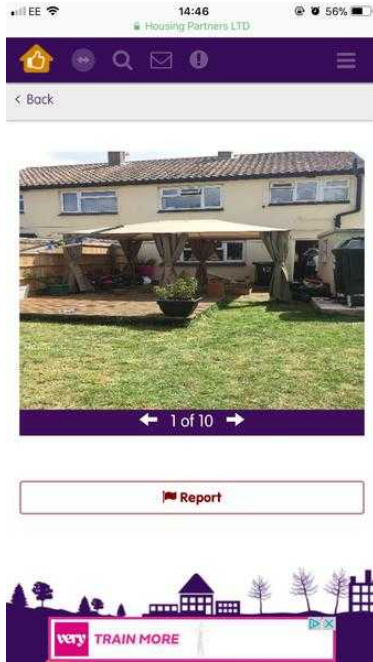 EE 14:46 56%
Housing Partners LTD
< Back
1 of 10
Report
very TRAIN MORE